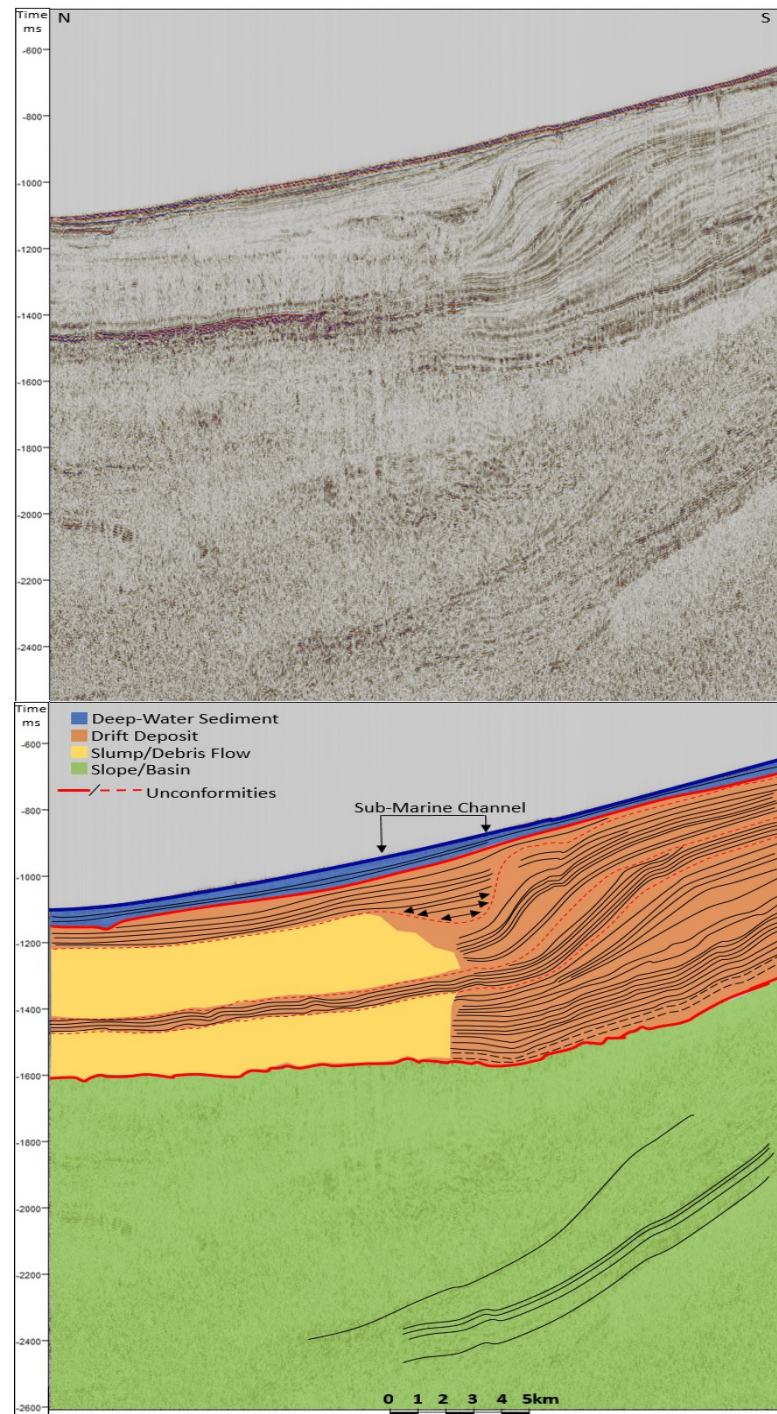 Time
ms
N
S
-600
-800
-1000
-1200
-1400
-1600
-1800
-2000
-2200
-2400
Time
ms
Deep-Water Sediment
Drift Deposit
Slump/Debris Flow
Slope/Basin
Unconformities
Sub-Marine Channel
-600
-800
-1000
-1200
-1400
-1600
-1800
-2000
-2200
-2400
-2600
0 1 2 3 4 5km